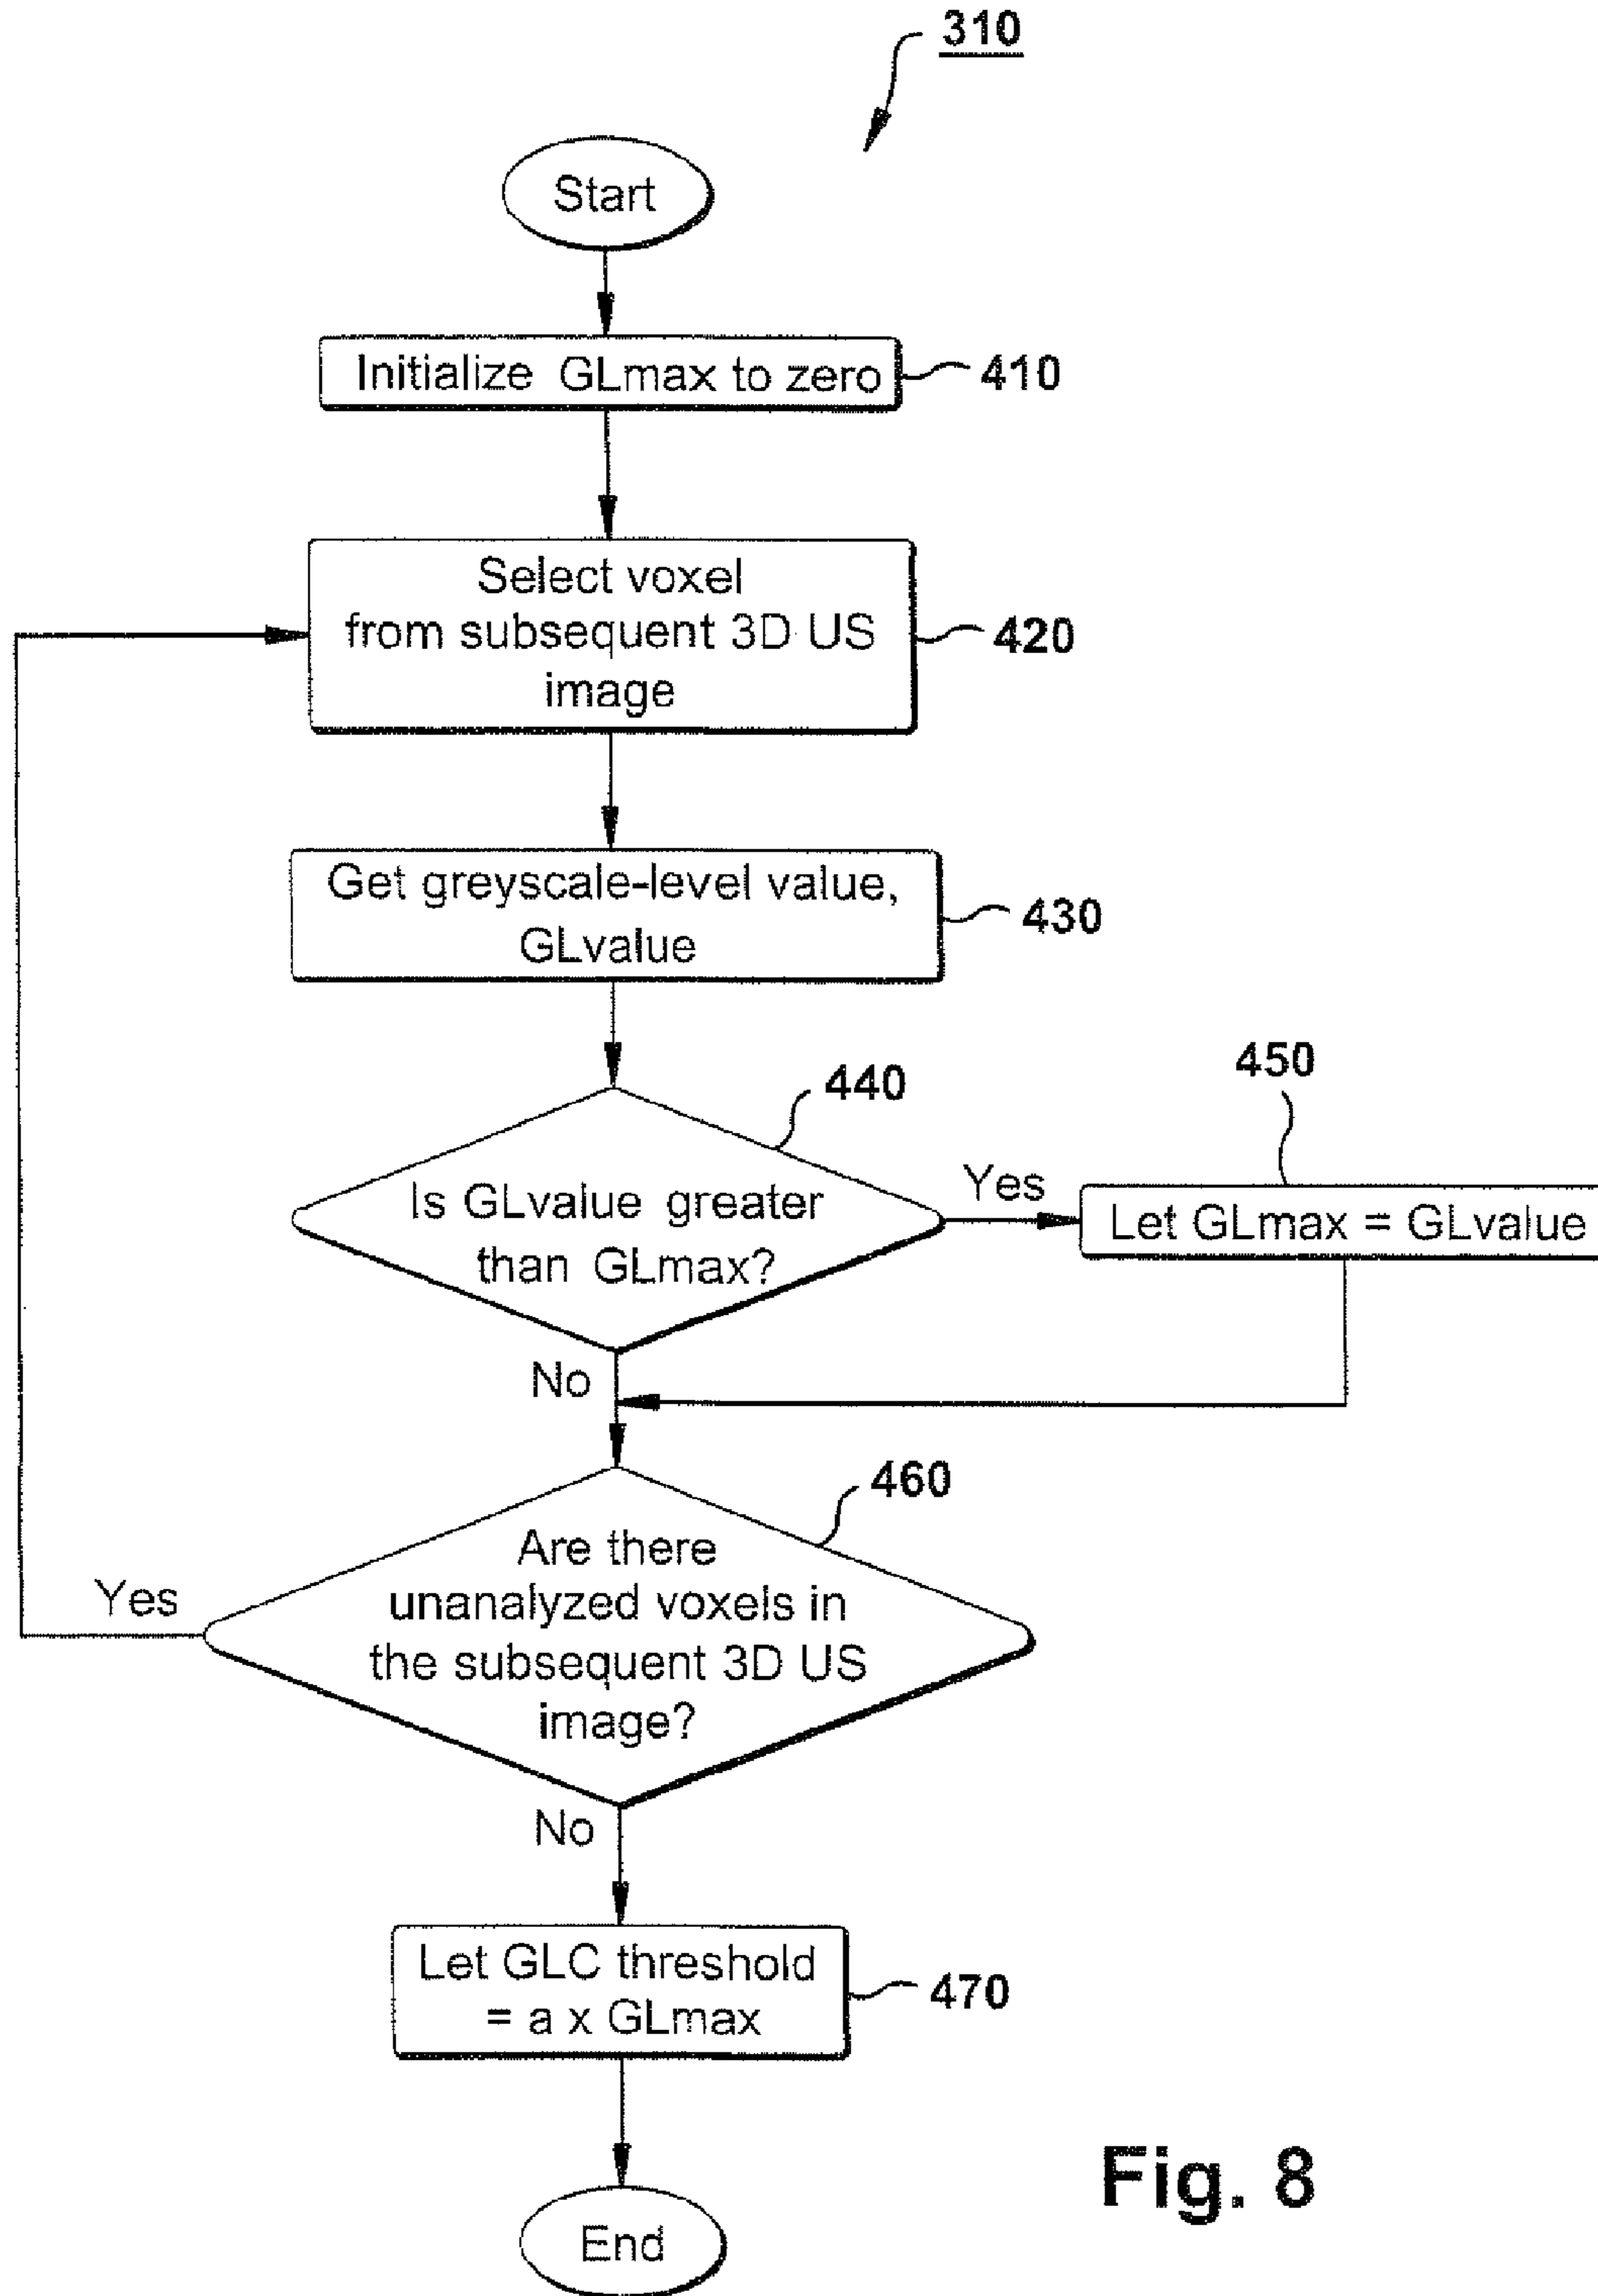 310
Start
Initialize GLmax to zero
410
Select voxel
from subsequent 3D US
image
420
Get greyscale-level value,
GLvalue
430
440
Is GLvalue greater
than GLmax?
Yes
450
Let GLmax = GLvalue
No
460
Are there
unanalyzed voxels in
the subsequent 3D US
image?
Yes
No
Let GLC threshold
= a x GLmax
470
End
Fig. 8